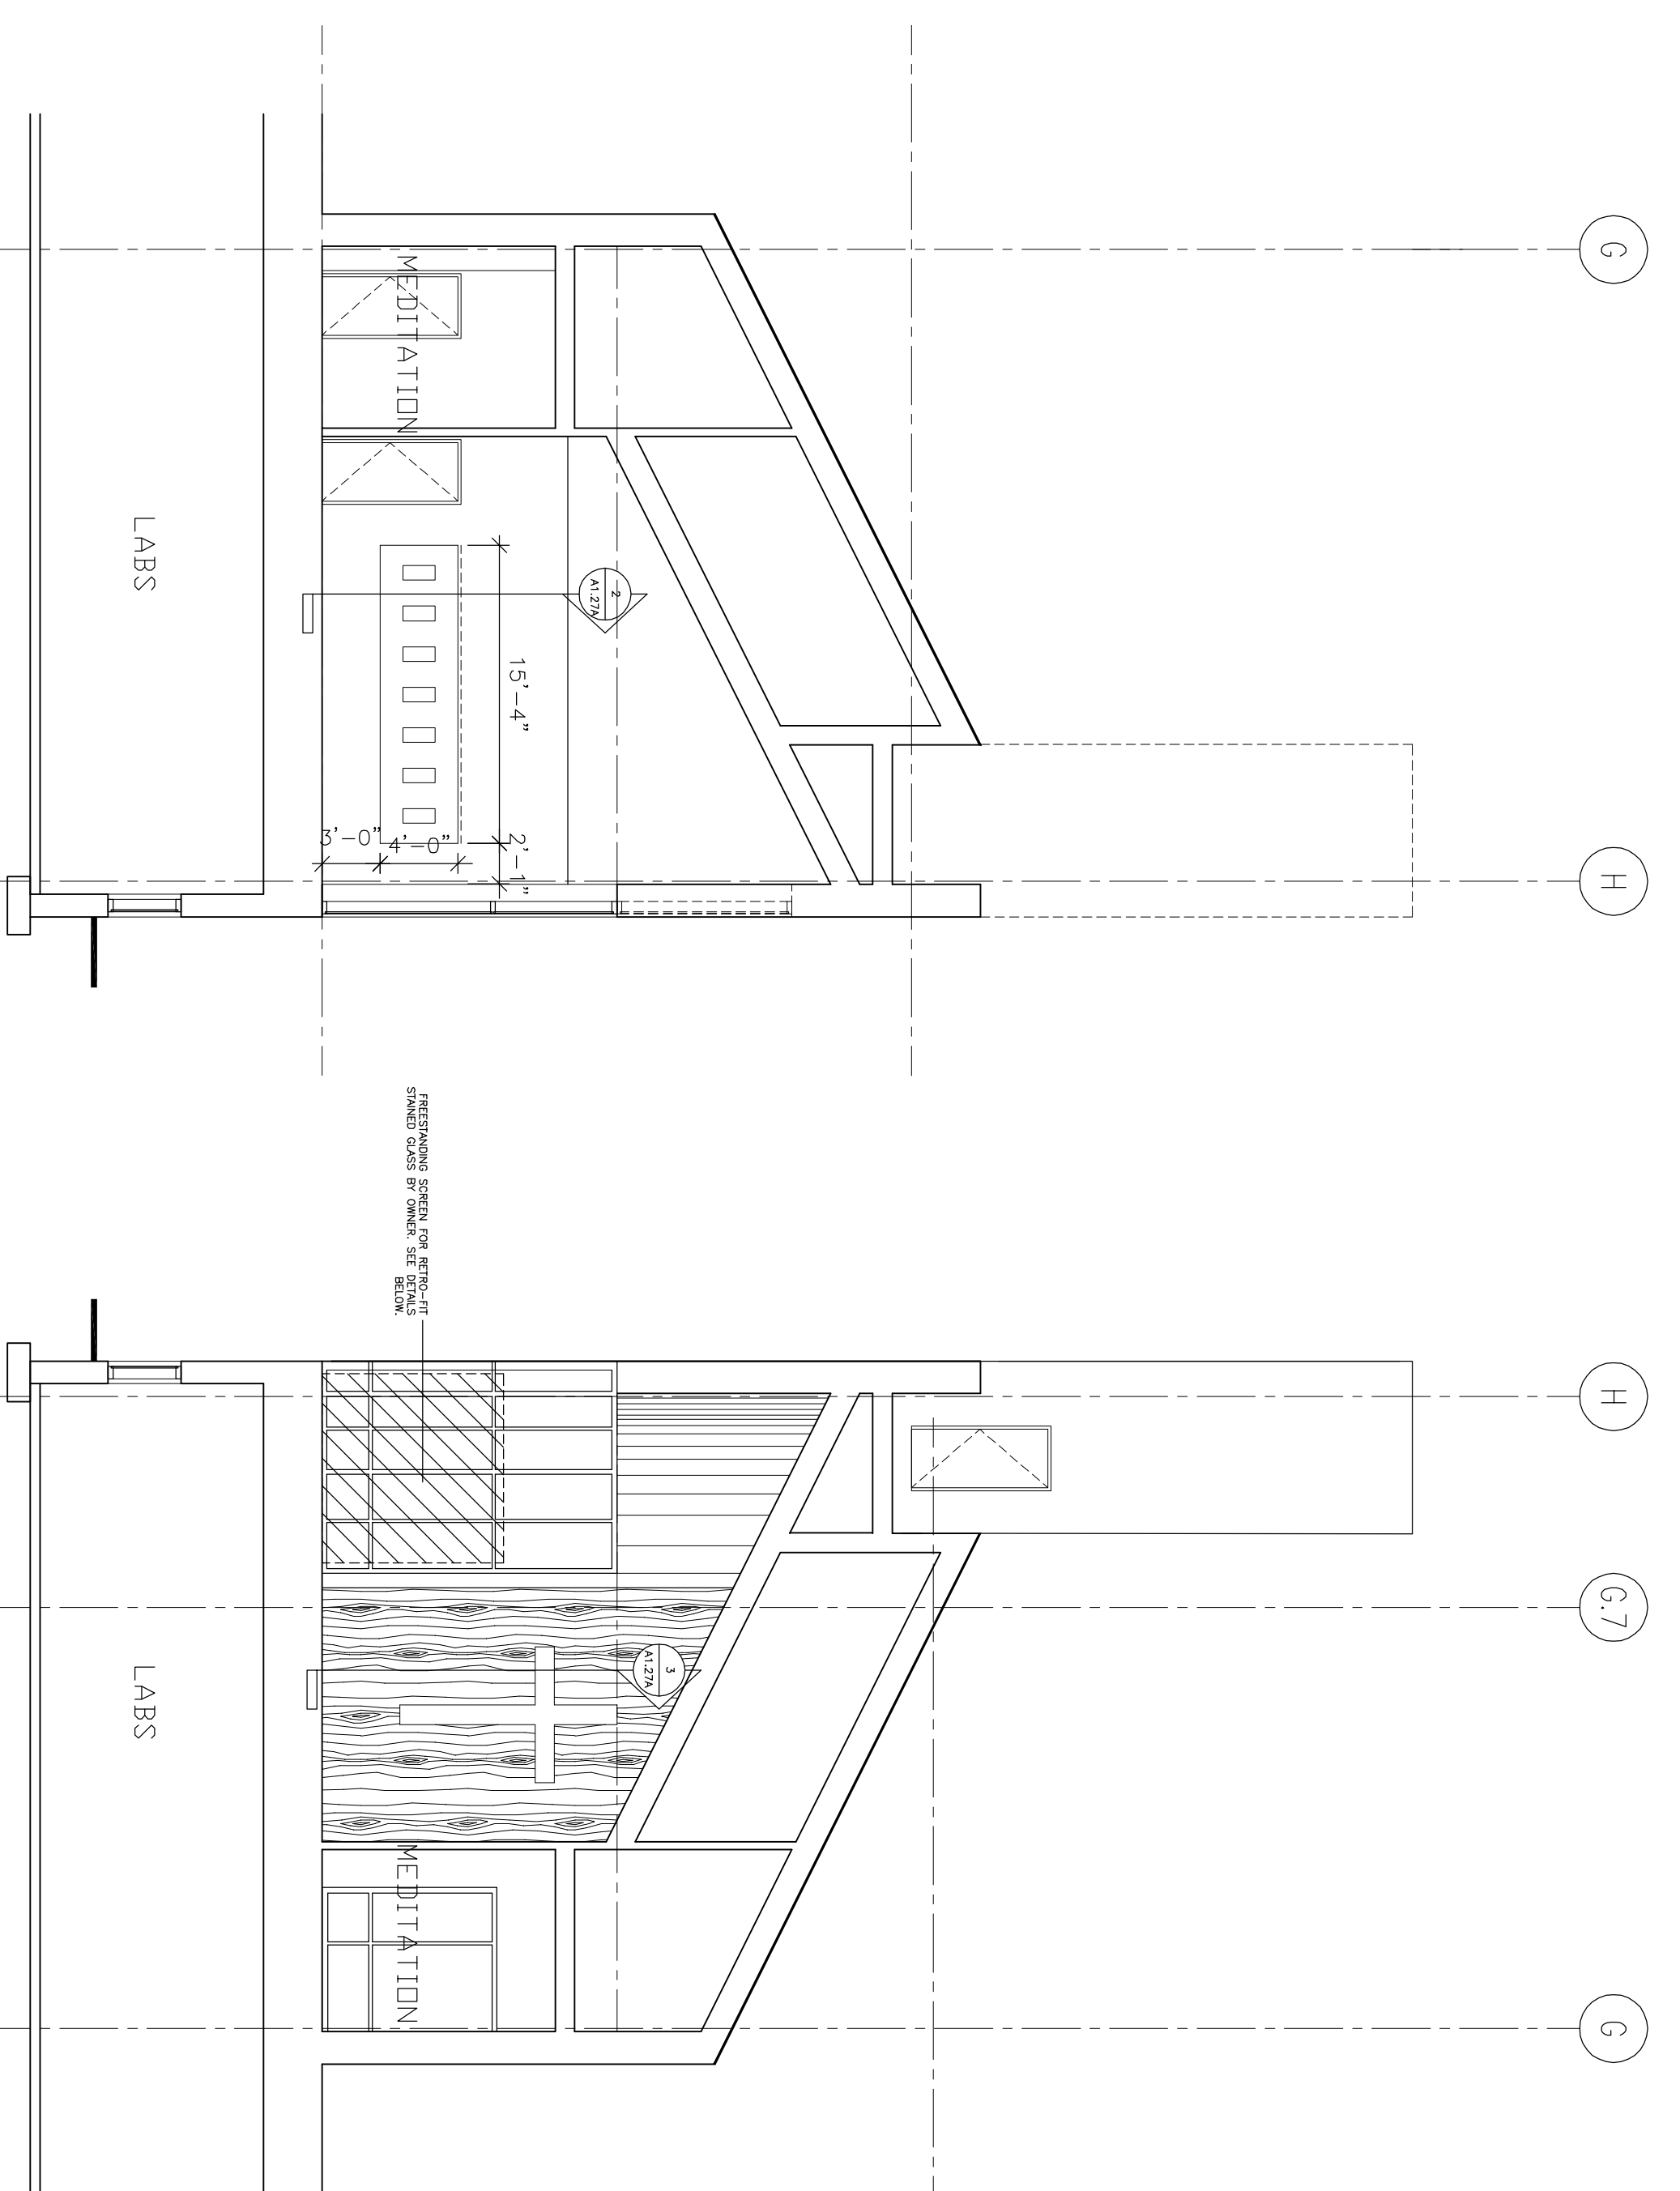 G
H
MEDITATION
2
A1.27A
15'-4"
2'-1"
3'-0"
4'-0"
LABS
H
G.7
G
FREESTANDING SCREEN FOR RETRO-FIT
STAINED GLASS BY OWNER. SEE DETAILS
BELOW.
3
A1.27A
MEDITATION
LABS